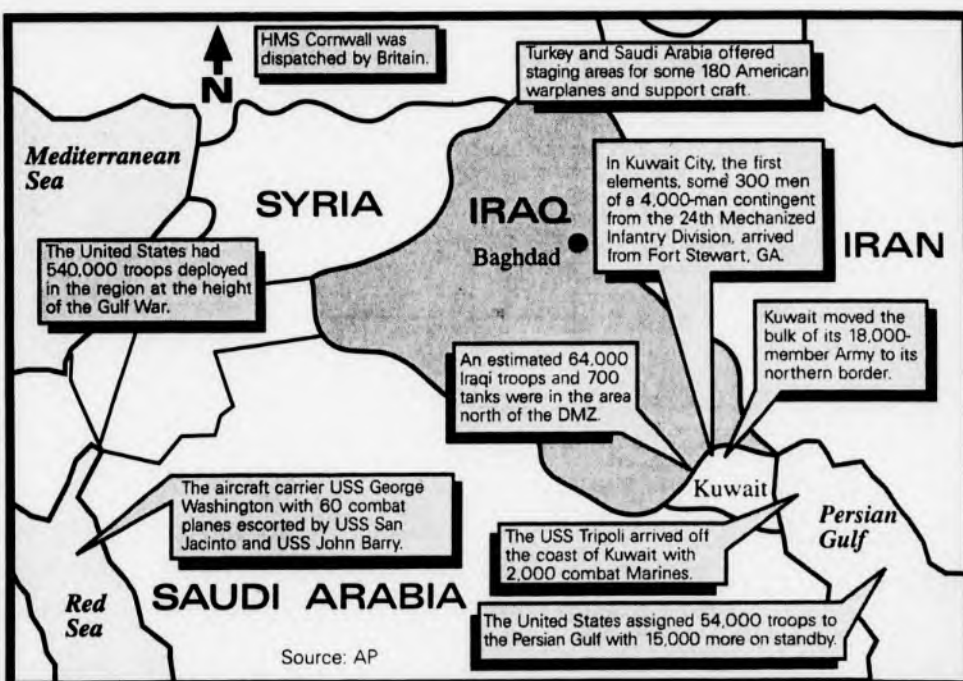 N
HMS Cornwall was
dispatched by Britain.
Turkey and Saudi Arabia offered
staging areas for some 180 American
warplanes and support craft.
Mediterranean
Sea
SYRIA
IRAQ
Baghdad
In Kuwait City, the first
elements, some 300 men
of a 4,000-man contingent
from the 24th Mechanized
Infantry Division, arrived
from Fort Stewart, GA.
IRAN
The United States had
540,000 troops deployed
in the region at the height
of the Gulf War.
An estimated 64,000
Iraqi troops and 700
tanks were in the area
north of the DMZ.
Kuwait moved the
bulk of its 18,000-
member Army to its
northern border.
The aircraft carrier USS George
Washington with 60 combat
planes escorted by USS San
Jacinto and USS John Barry.
Kuwait
The USS Tripoli arrived off
the coast of Kuwait with
2,000 combat Marines.
Persian
Gulf
Red
Sea
SAUDI ARABIA
The United States assigned 54,000 troops to
the Persian Gulf with 15,000 more on standby.
Source: AP